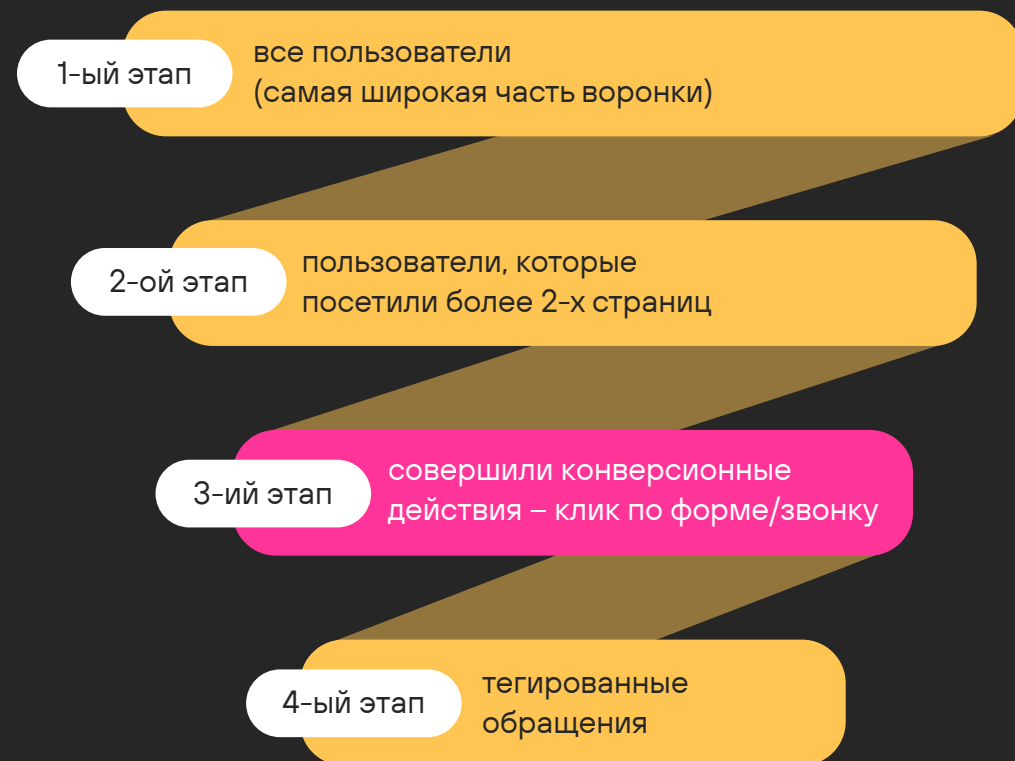 1-ый этап
все пользователи
(самая широкая часть воронки)
2-ой этап
пользователи, которые
посетили более 2-х страниц
3-ий этап
совершили конверсионные
действия – клик по форме/звонку
4-ый этап
тегированные
обращения